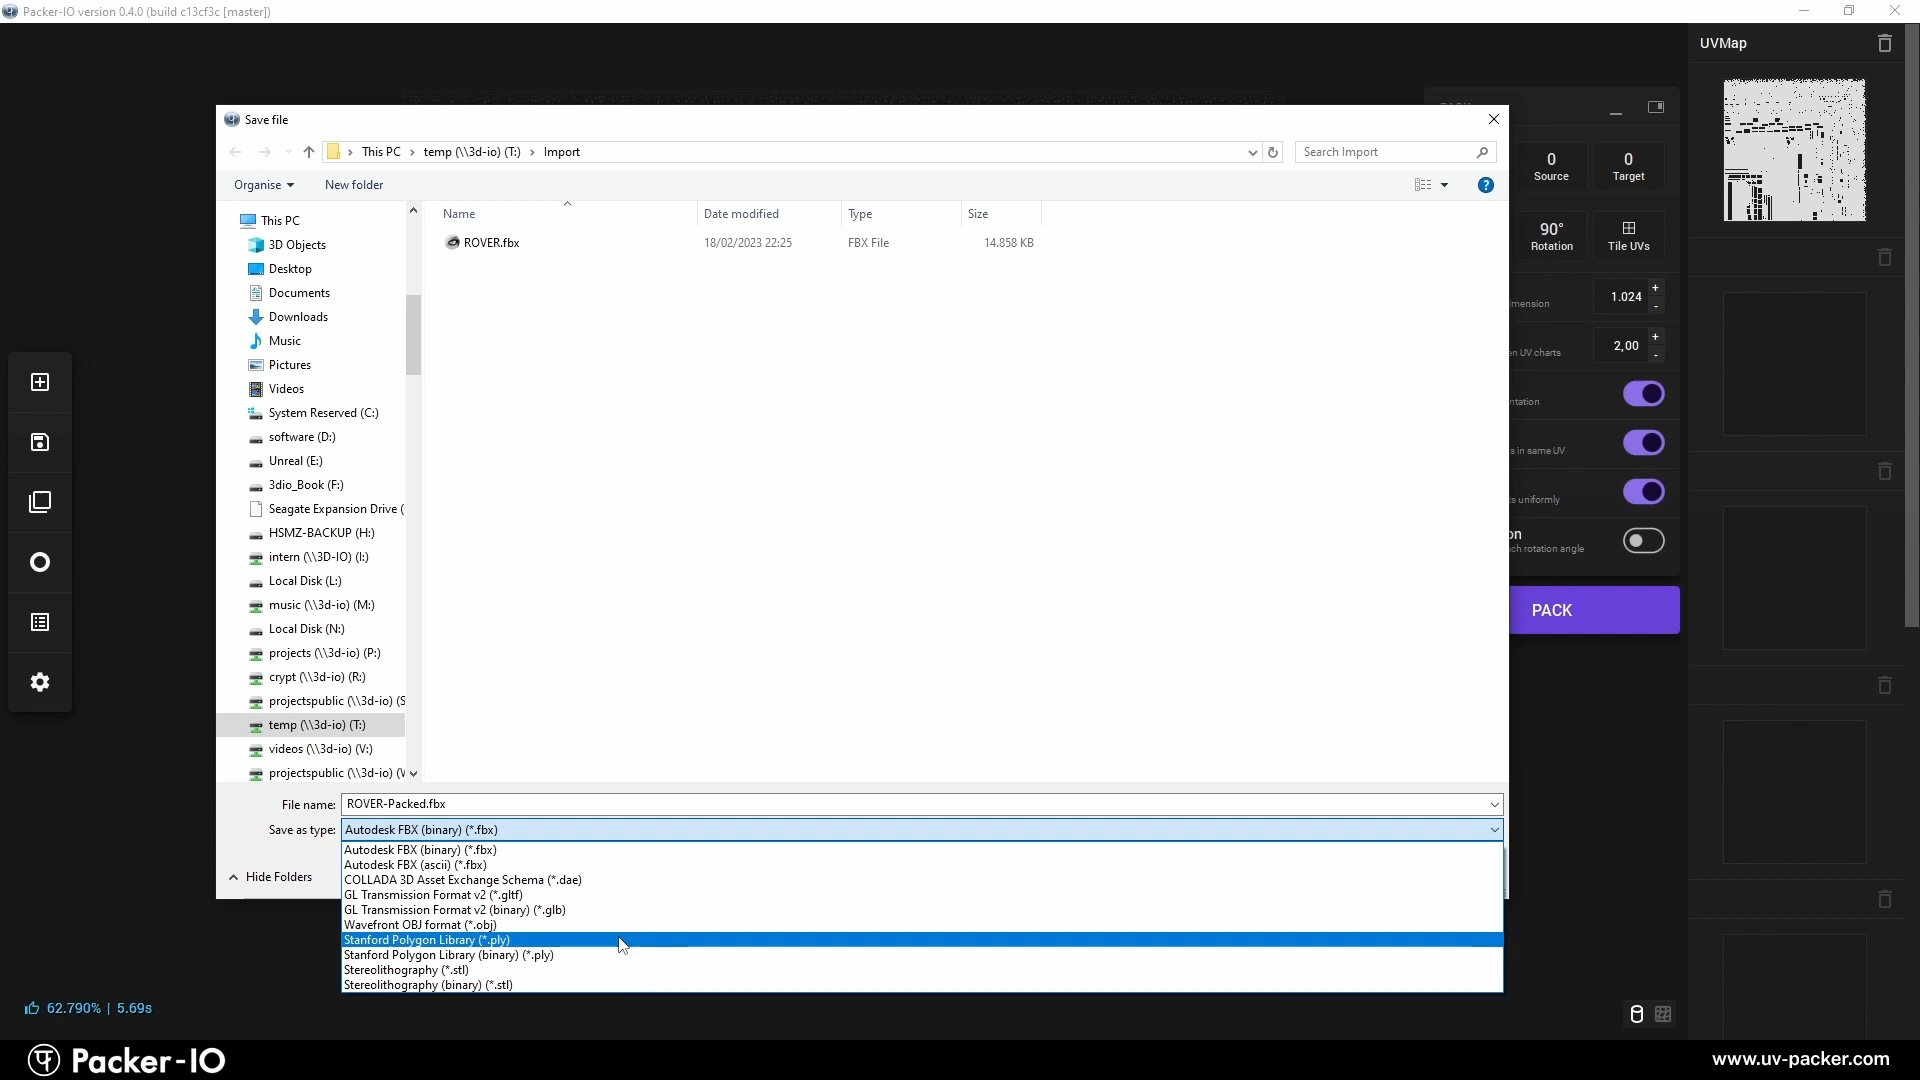 Packer-IO version 0.4.0 (build c13cf3c [master])
UVMap
Save file
This PC > temp (\\3d-io) (T:) > Import
Search Import
Organise
New folder
This PC
3D Objects
Desktop
Documents
Downloads
Music
Pictures
Videos
System Reserved (C:)
software (D:)
Unreal (E:)
3dio_Book (F:)
Seagate Expansion Drive (
HSMZ-BACKUP (H:)
intern (\\3D-IO) (I:)
Local Disk (L:)
music (\\3d-io) (M:)
Local Disk (N:)
projects (\\3d-io) (P:)
crypt (\\3d-io) (R:)
projectspublic (\\3d-io) (S
temp (\\3d-io) (T:)
videos (\\3d-io) (V:)
projectspublic (\\3d-io) (W
Name Date modified Type Size
ROVER.fbx 18/02/2023 22:25 FBX File 14.858 KB
File name: ROVER-Packed.fbx
Save as type: Autodesk FBX (binary) (*.fbx)
Autodesk FBX (binary) (*.fbx)
Autodesk FBX (ascii) (*.fbx)
COLLADA 3D Asset Exchange Schema (*.dae)
GL Transmission Format v2 (*.gltf)
GL Transmission Format v2 (binary) (*.glb)
Wavefront OBJ format (*.obj)
Stanford Polygon Library (*.ply)
Stanford Polygon Library (binary) (*.ply)
Stereolithography (*.stl)
Stereolithography (binary) (*.stl)
Hide Folders
0 0
Source Target
90°
Rotation Tile UVs
imension 1.024 + -
en UV charts 2,00 + -
ntation
s in same UV
ts uniformly
on
ch rotation angle
PACK
62.790% | 5.69s
Packer-IO
www.uv-packer.com